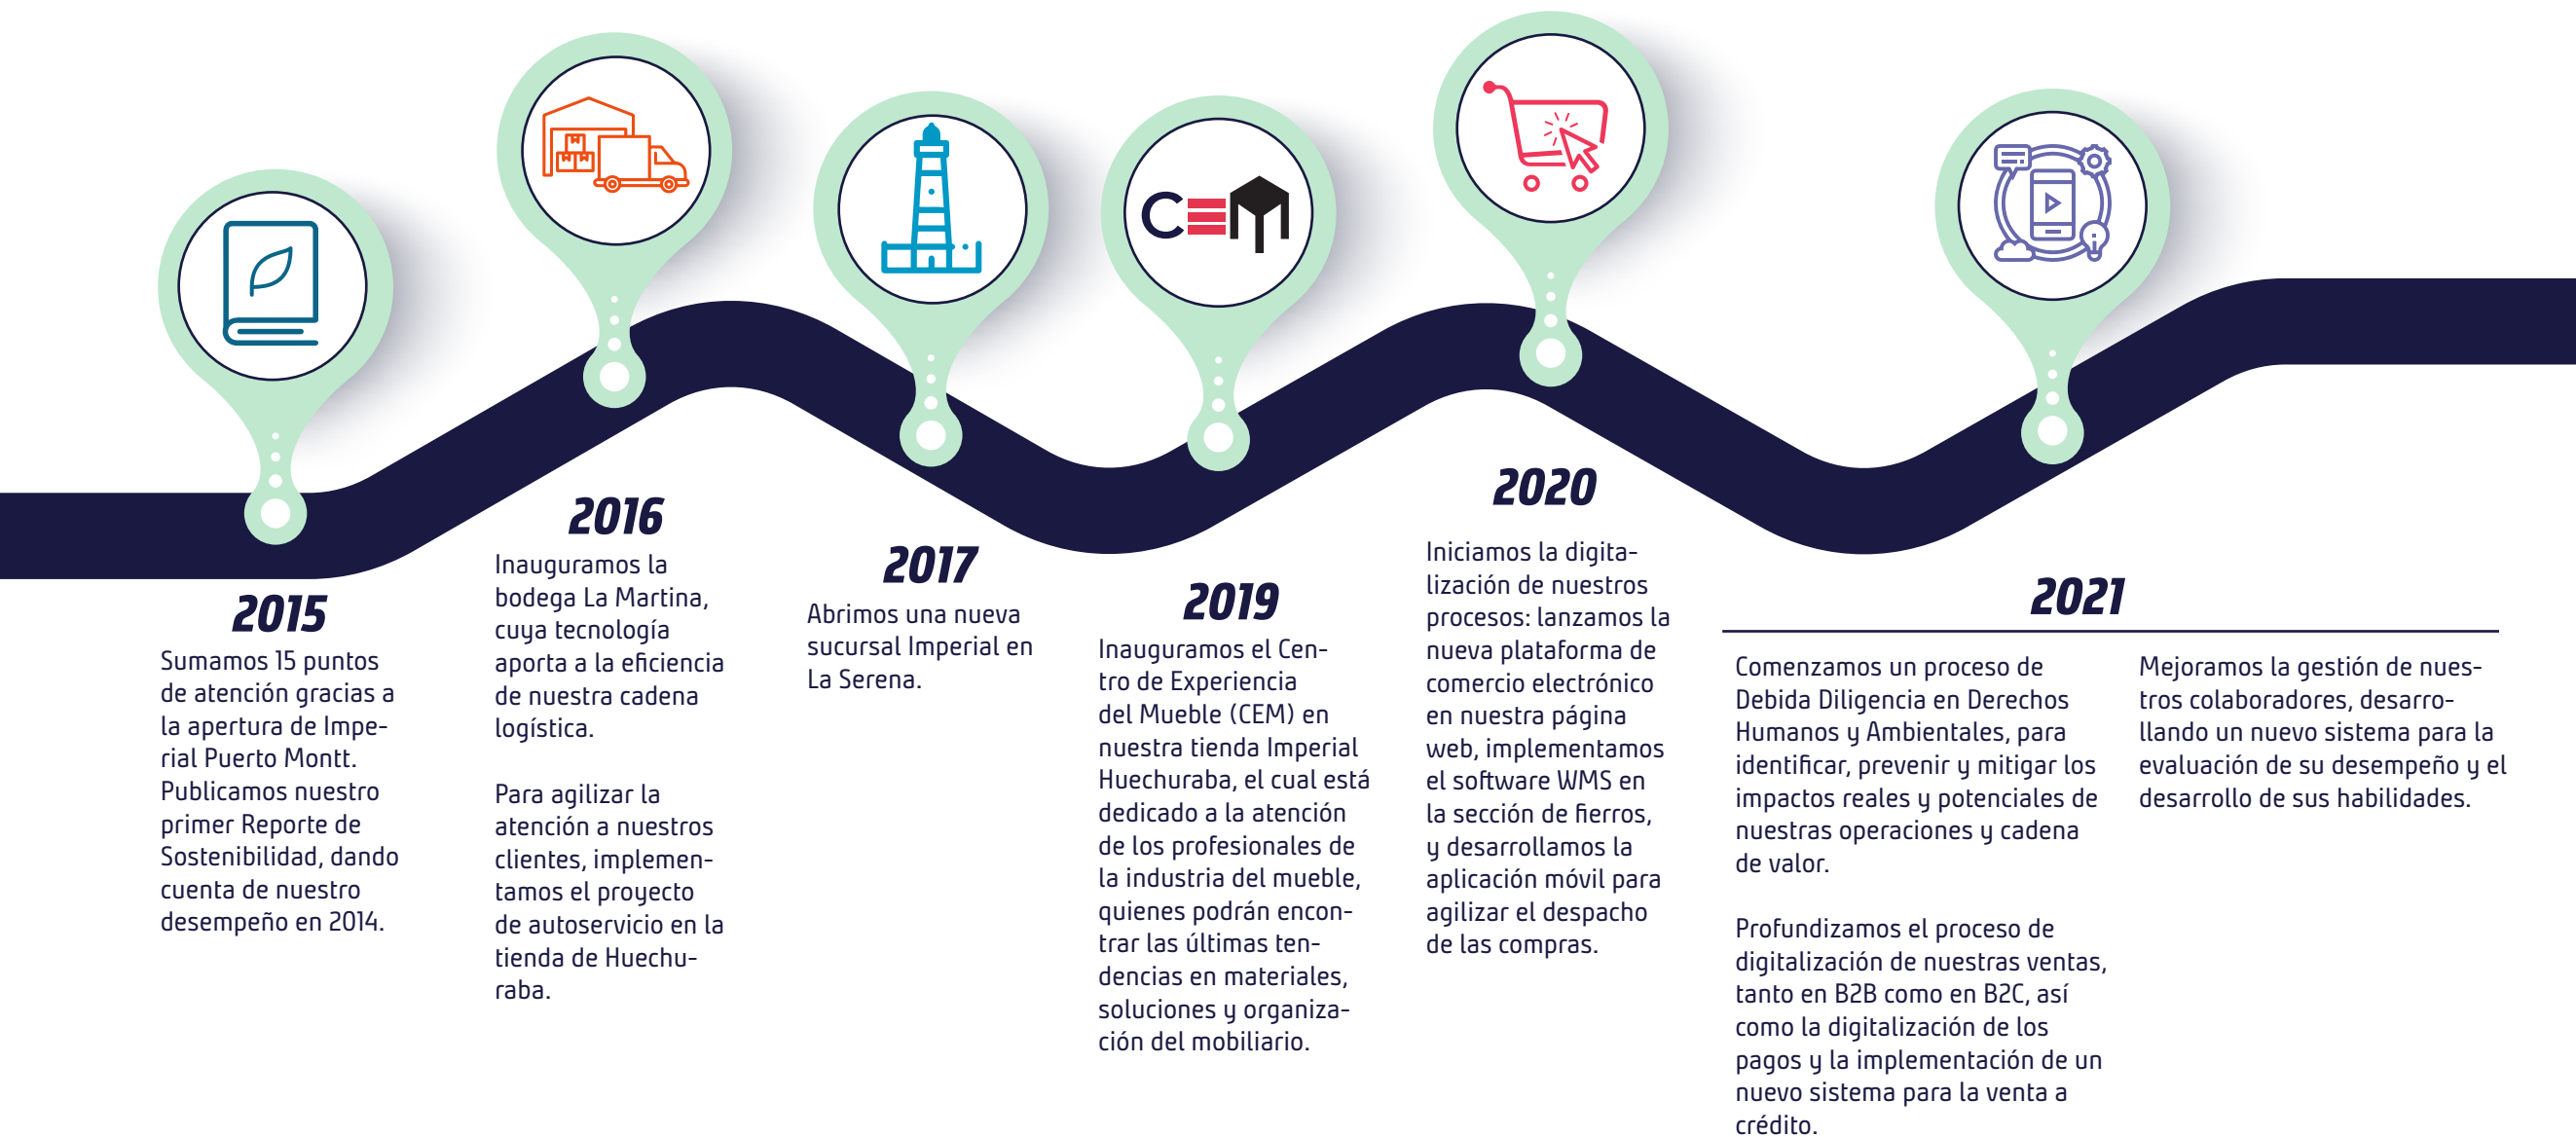 CEM
2015
Sumamos 15 puntos
de atención gracias a
la apertura de Impe-
rial Puerto Montt.
Publicamos nuestro
primer Reporte de
Sostenibilidad, dando
cuenta de nuestro
desempeño en 2014.
2016
Inauguramos la
bodega La Martina,
cuya tecnología
aporta a la eficiencia
de nuestra cadena
logística.
Para agilizar la
atención a nuestros
clientes, implemen-
tamos el proyecto
de autoservicio en la
tienda de Huechu-
raba.
2017
Abrimos una nueva
sucursal Imperial en
La Serena.
2019
Inauguramos el Cen-
tro de Experiencia
del Mueble (CEM) en
nuestra tienda Imperial
Huechuraba, el cual está
dedicado a la atención
de los profesionales de
la industria del mueble,
quienes podrán encon-
trar las últimas ten-
dencias en materiales,
soluciones y organiza-
ción del mobiliario.
2020
Iniciamos la digita-
lización de nuestros
procesos: lanzamos la
nueva plataforma de
comercio electrónico
en nuestra página
web, implementamos
el software WMS en
la sección de fierros,
y desarrollamos la
aplicación móvil para
agilizar el despacho
de las compras.
2021
Comenzamos un proceso de
Debida Diligencia en Derechos
Humanos y Ambientales, para
identificar, prevenir y mitigar los
impactos reales y potenciales de
nuestras operaciones y cadena
de valor.
Profundizamos el proceso de
digitalización de nuestras ventas,
tanto en B2B como en B2C, así
como la digitalización de los
pagos y la implementación de un
nuevo sistema para la venta a
crédito.
Mejoramos la gestión de nues-
tros colaboradores, desarro-
llando un nuevo sistema para la
evaluación de su desempeño y el
desarrollo de sus habilidades.